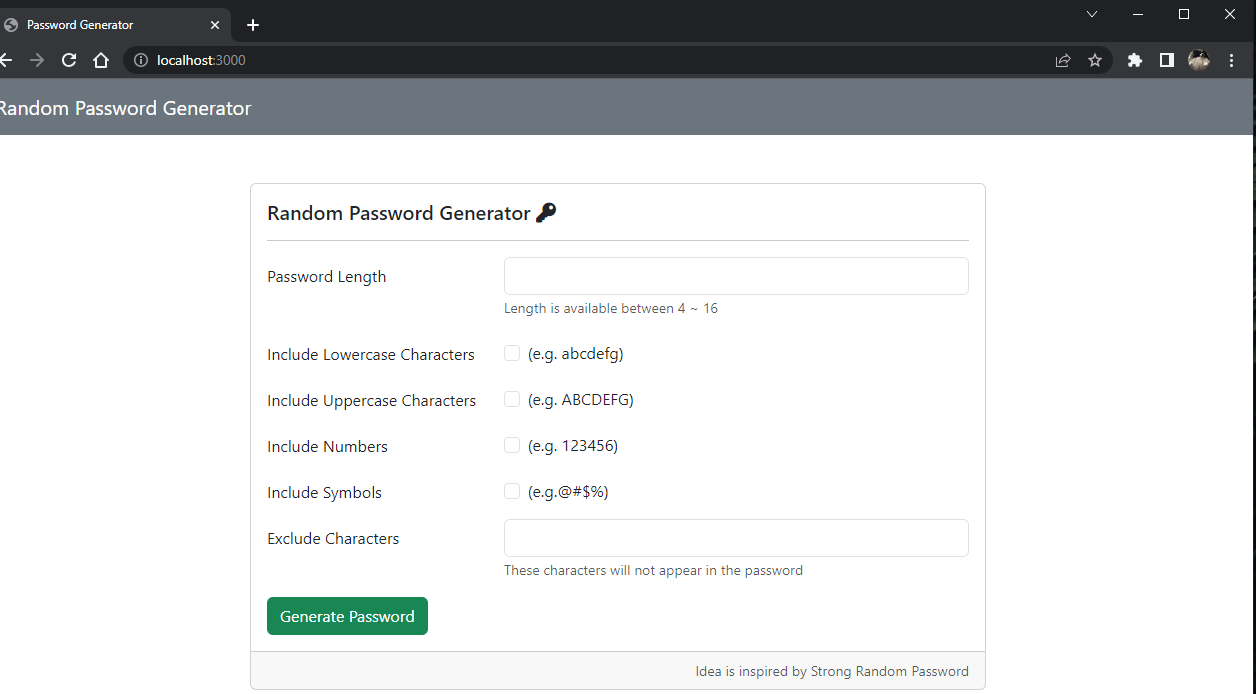 Password Generator
localhost:3000
Random Password Generator
Random Password Generator
Password Length
Length is available between 4 ~ 16
Include Lowercase Characters (e.g. abcdefg)
Include Uppercase Characters (e.g. ABCDEFG)
Include Numbers (e.g. 123456)
Include Symbols (e.g.@#$%)
Exclude Characters
These characters will not appear in the password
Generate Password
Idea is inspired by Strong Random Password